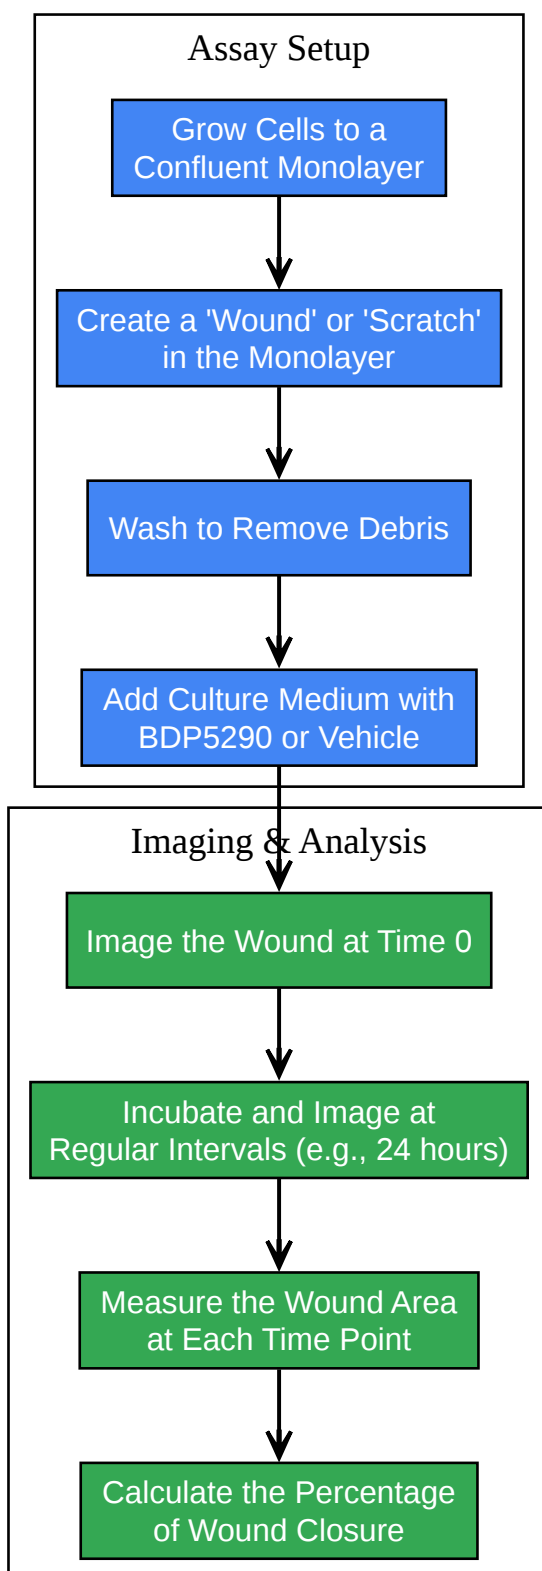 Assay Setup
Grow Cells to a
Confluent Monolayer
Create a 'Wound' or 'Scratch'
in the Monolayer
Wash to Remove Debris
Add Culture Medium with
BDP5290 or Vehicle
Imaging & Analysis
Image the Wound at Time 0
Incubate and Image at
Regular Intervals (e.g., 24 hours)
Measure the Wound Area
at Each Time Point
Calculate the Percentage
of Wound Closure